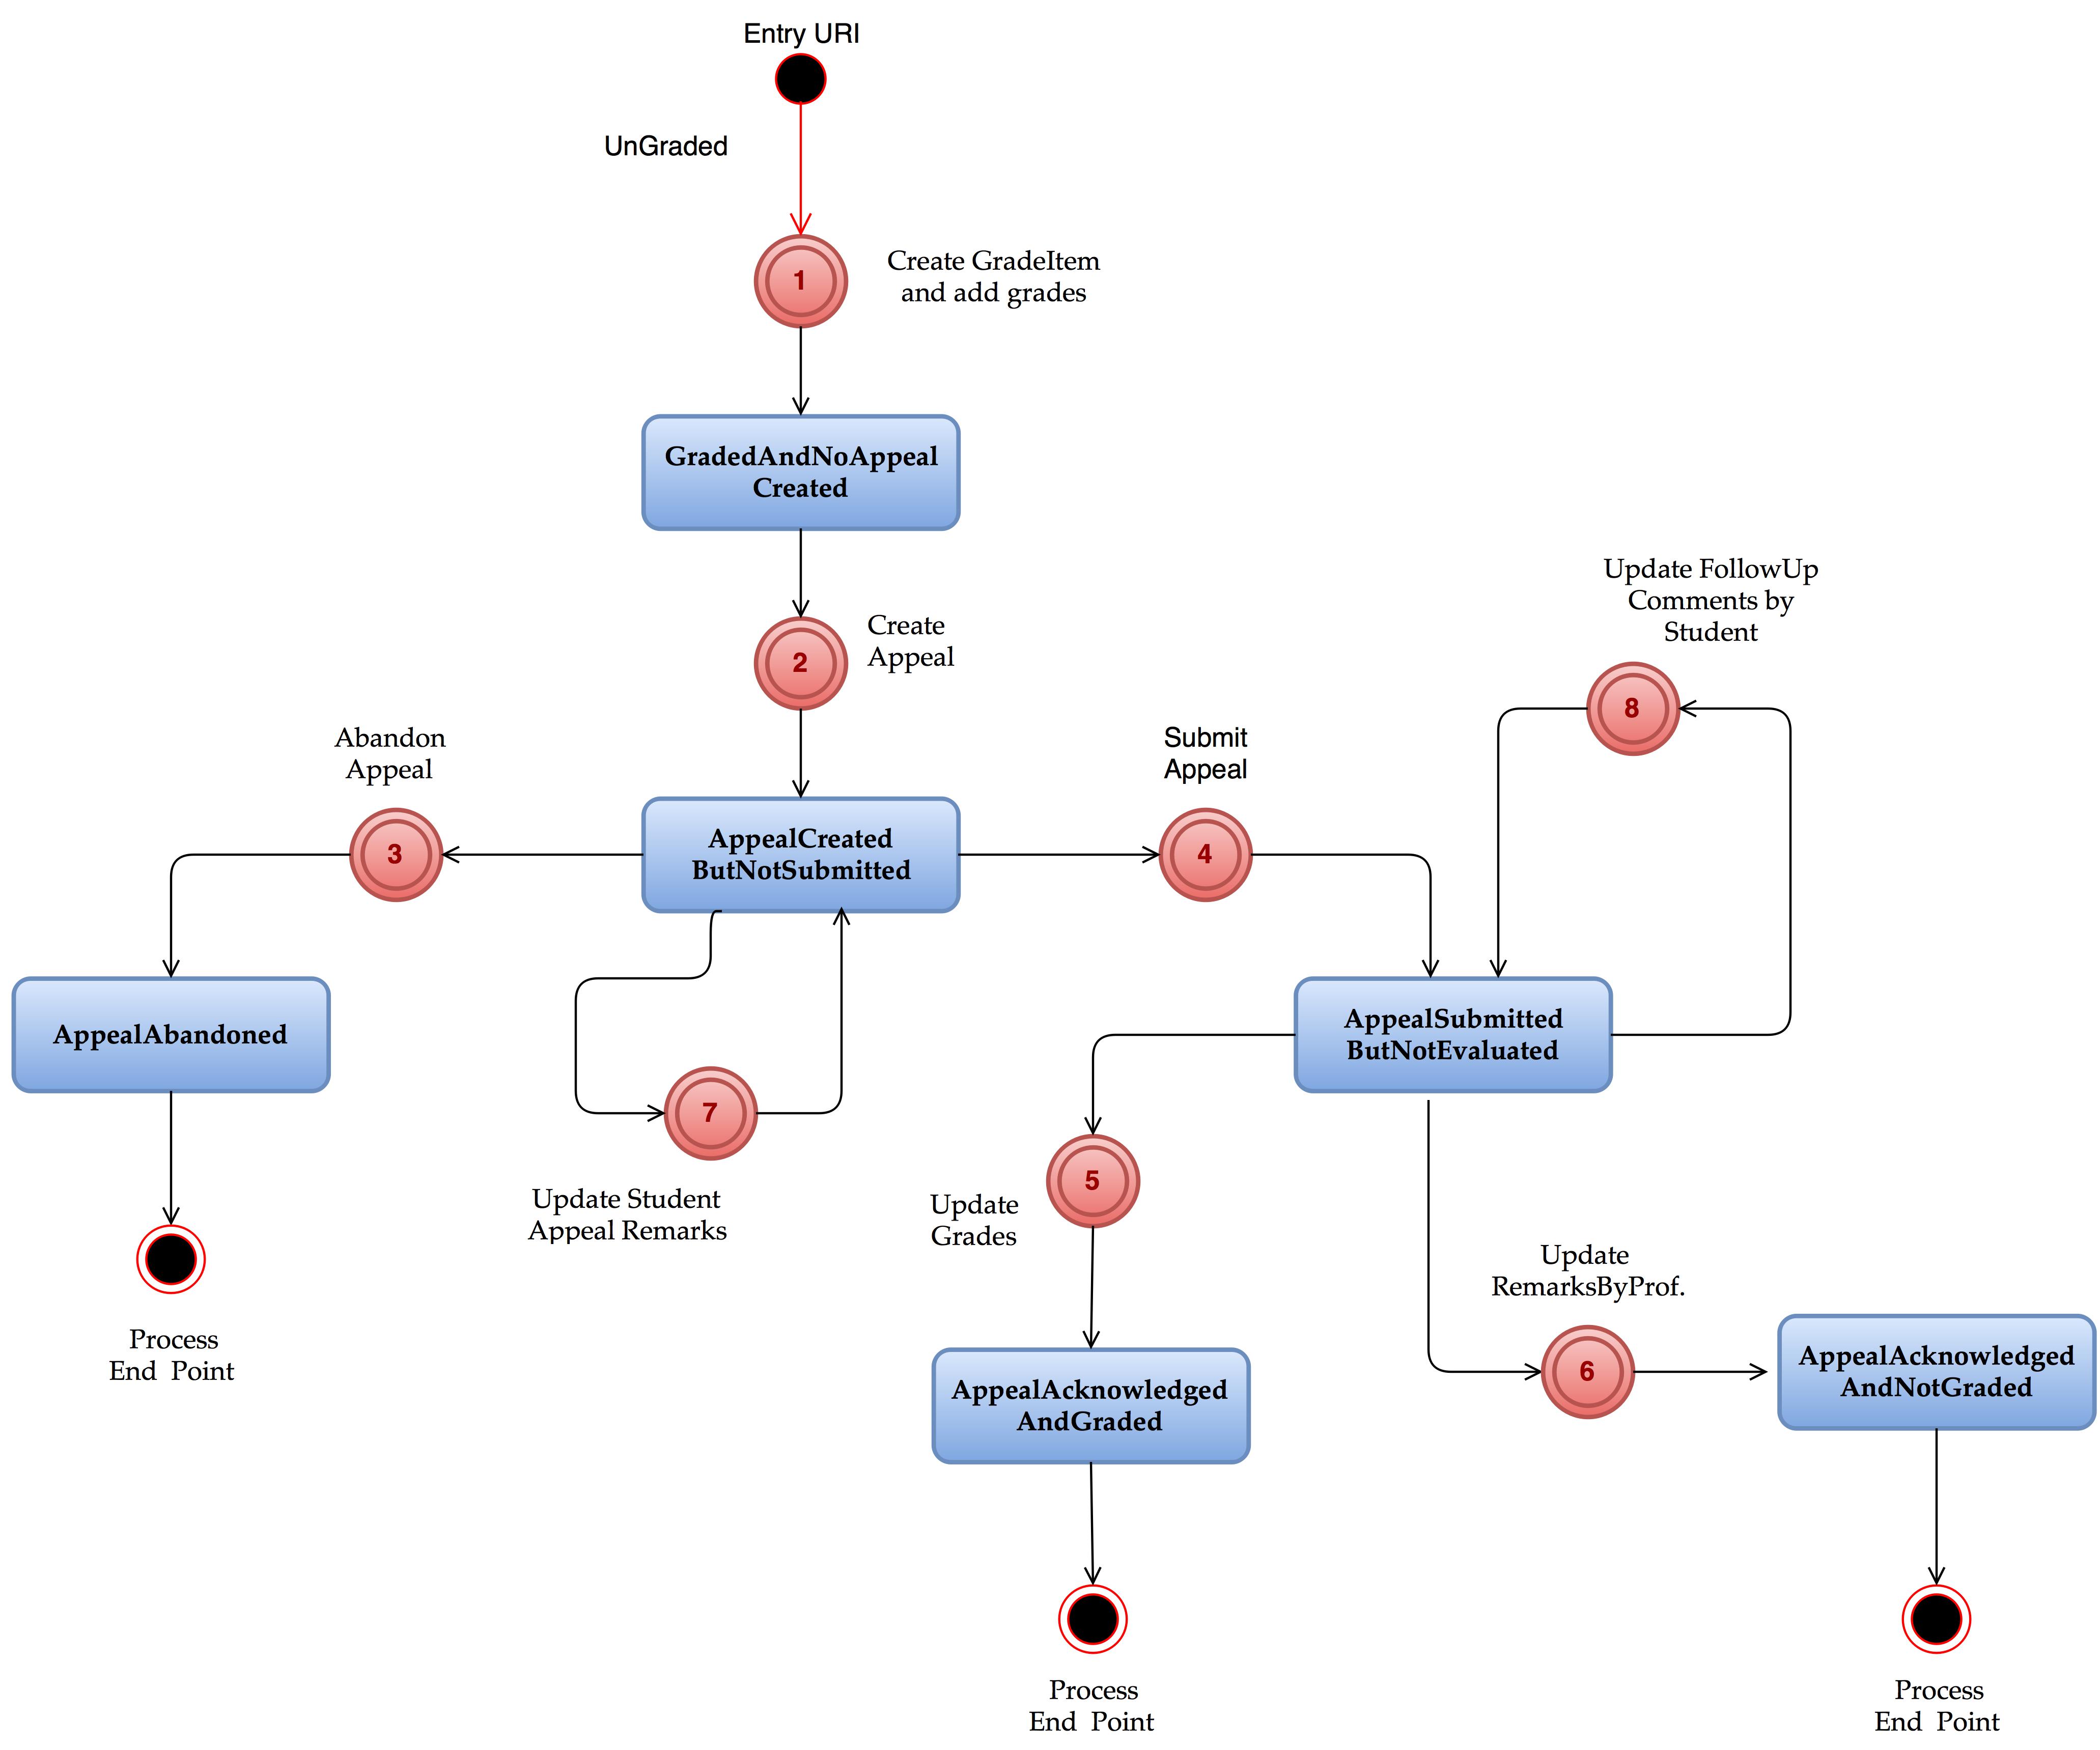 Entry URI
UnGraded
1
Create GradeItem
and add grades
GradedAndNoAppeal
Created
2
Create
Appeal
Update FollowUp
Comments by
Student
8
Abandon
Appeal
3
AppealCreated
ButNotSubmitted
Submit
Appeal
4
AppealAbandoned
AppealSubmitted
ButNotEvaluated
7
Update Student
Appeal Remarks
5
Update
Grades
Update
RemarksByProf.
6
AppealAcknowledged
AndNotGraded
AppealAcknowledged
AndGraded
Process
End Point
Process
End Point
Process
End Point